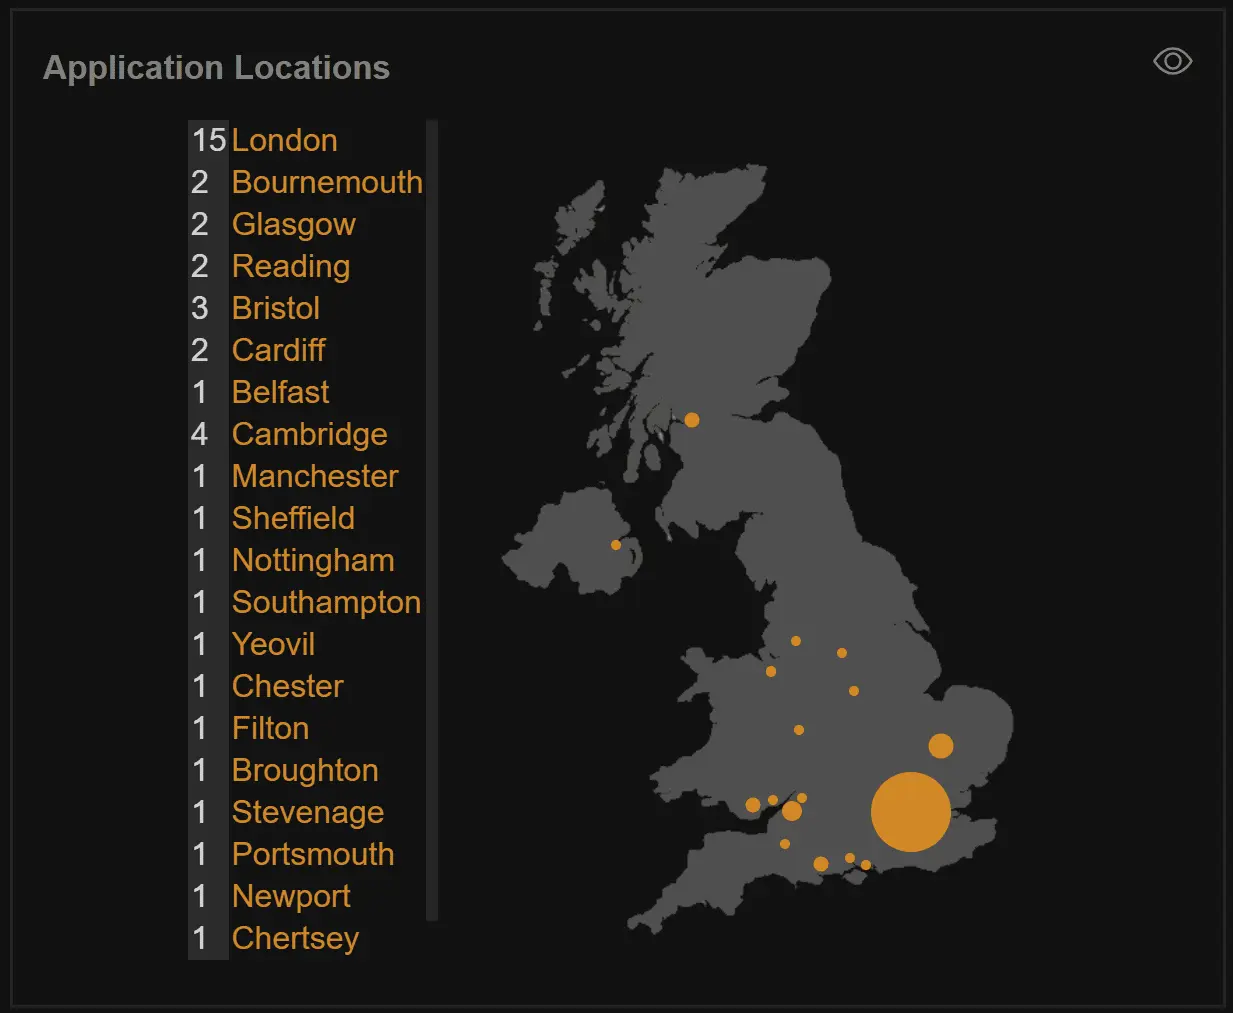 Application Locations
15 London
2 Bournemouth
2 Glasgow
2 Reading
3 Bristol
2 Cardiff
1 Belfast
4 Cambridge
1 Manchester
1 Sheffield
1 Nottingham
1 Southampton
1 Yeovil
1 Chester
1 Filton
1 Broughton
1 Stevenage
1 Portsmouth
1 Newport
1 Chertsey